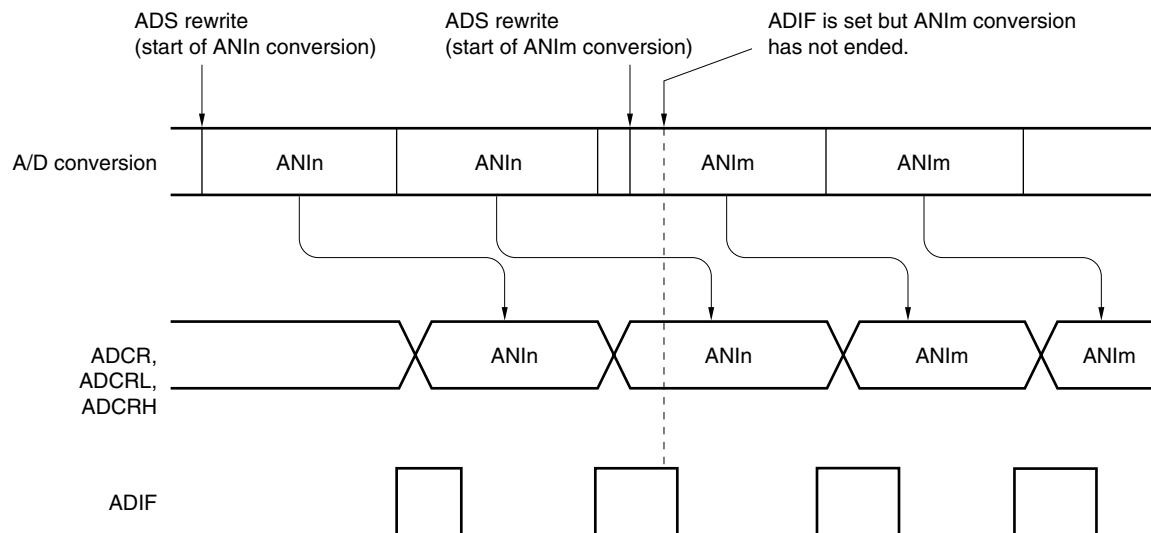 ADS rewrite
(start of ANIn conversion)
ADS rewrite
(start of ANIm conversion)
ADIF is set but ANIm conversion
has not ended.
A/D conversion
ANIn
ANIn
ANIm
ANIm
ADCR,
ADCRL,
ADCRH
ANIn
ANIn
ANIm
ANIm
ADIF